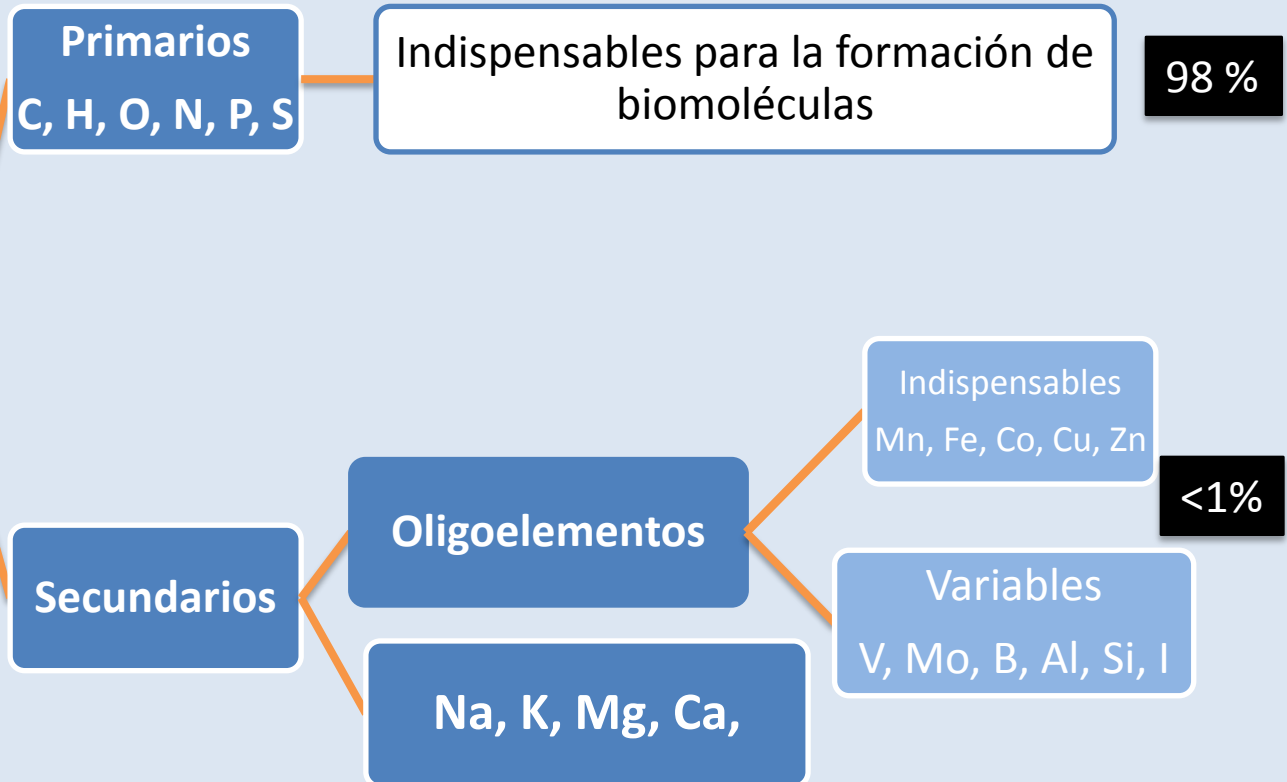 Primarios
C, H, O, N, P, S
Indispensables para la formación de
biomoléculas
98 %
Indispensables
Mn, Fe, Co, Cu, Zn
<1%
Oligoelementos
Secundarios
Variables
V, Mo, B, Al, Si, I
Na, K, Mg, Ca,